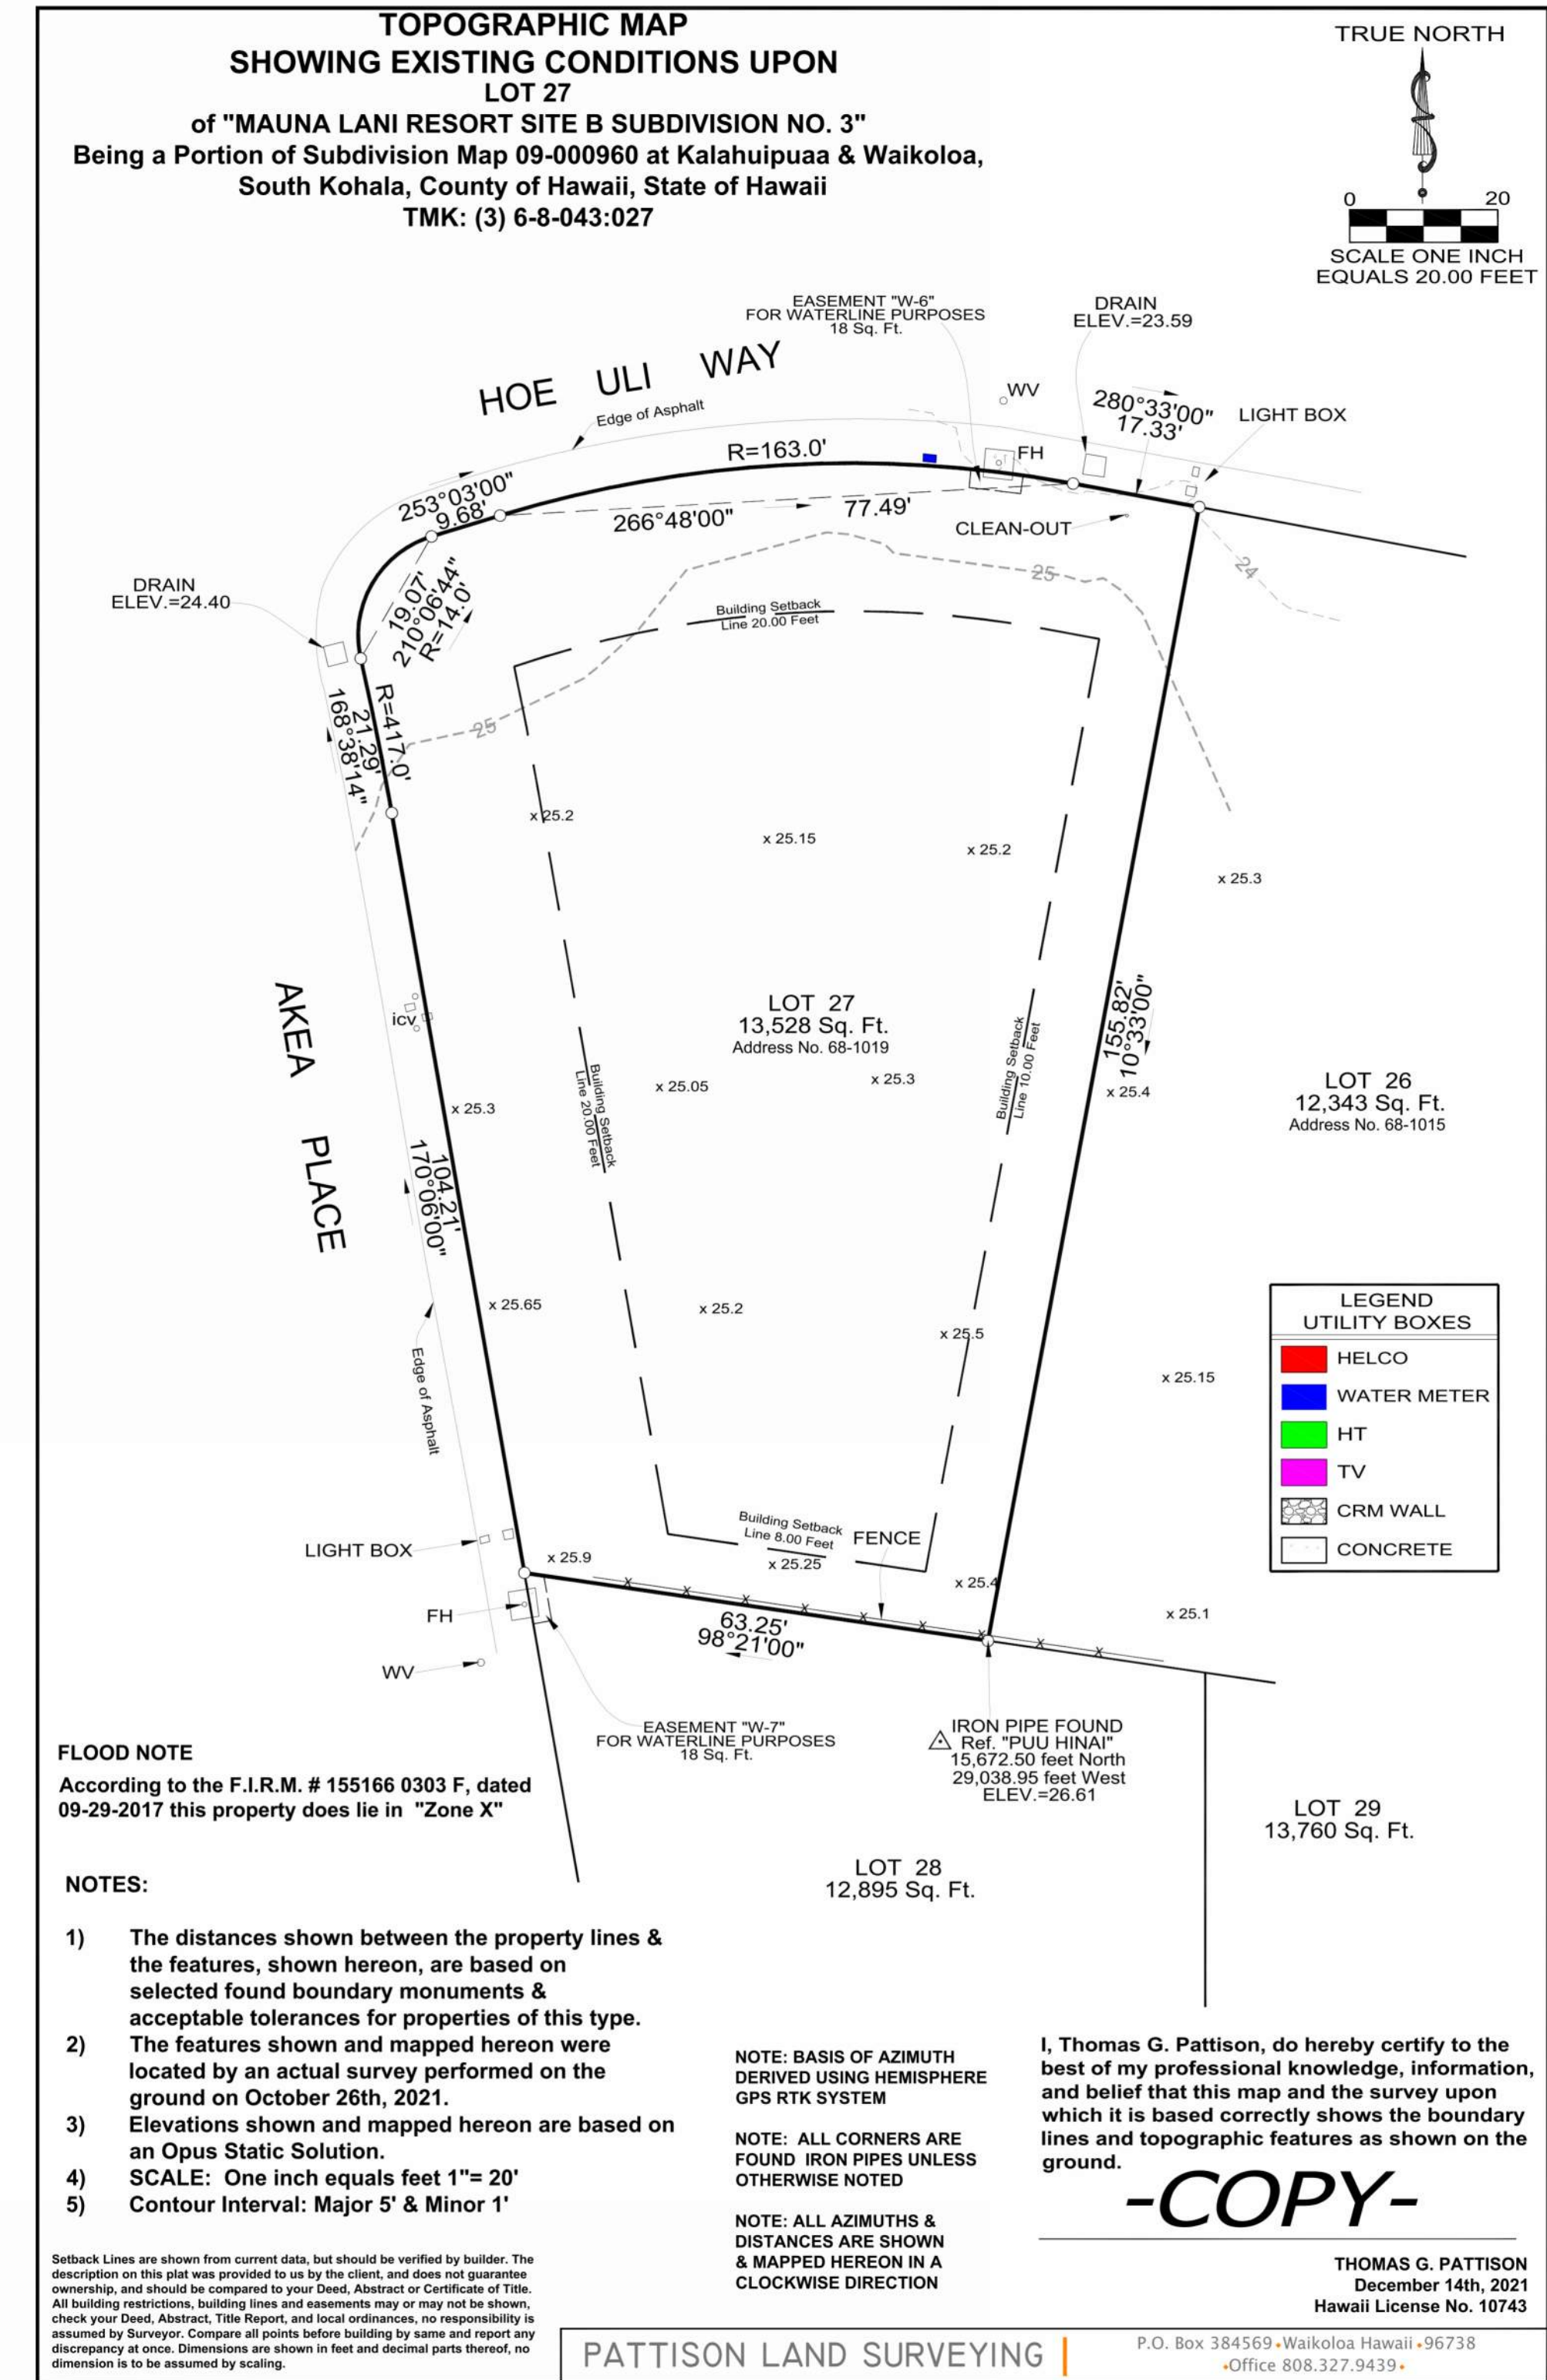 TOPOGRAPHIC MAP
SHOWING EXISTING CONDITIONS UPON
LOT 27
of "MAUNA LANI RESORT SITE B SUBDIVISION NO. 3"
Being a Portion of Subdivision Map 09-000960 at Kalahuipuaa & Waikoloa,
South Kohala, County of Hawaii, State of Hawaii
TMK: (3) 6-8-043:027
TRUE NORTH
0 20
SCALE ONE INCH
EQUALS 20.00 FEET
EASEMENT "W-6"
FOR WATERLINE PURPOSES
18 Sq. Ft.
DRAIN
ELEV.=23.59
HOE ULI WAY
Edge of Asphalt
WV
280°33'00"
17.33'
LIGHT BOX
R=163.0'
FH
253°03'00"
9.68'
266°48'00" 77.49'
CLEAN-OUT
25
24
DRAIN
ELEV.=24.40
19.07'
210°06'44"
R=14.0'
Building Setback
Line 20.00 Feet
R=417.0'
21.29'
168°38'14"
25
x 25.2
x 25.15
x 25.2
x 25.3
AKEA PLACE
icv
LOT 27
13,528 Sq. Ft.
Address No. 68-1019
155.82'
10°33'00"
Building Setback
Line 10.00 Feet
Building Setback
Line 20.00 Feet
x 25.05
x 25.3
x 25.4
x 25.3
LOT 26
12,343 Sq. Ft.
Address No. 68-1015
104.21'
170°06'00"
x 25.65
x 25.2
x 25.5
x 25.15
Edge of Asphalt
LEGEND
UTILITY BOXES
HELCO
WATER METER
HT
TV
CRM WALL
CONCRETE
LIGHT BOX
Building Setback
Line 8.00 Feet
FENCE
x 25.9
x 25.25
x 25.4
x 25.1
x x x x x x x x x
FH
63.25'
98°21'00"
WV
EASEMENT "W-7"
FOR WATERLINE PURPOSES
18 Sq. Ft.
IRON PIPE FOUND
Ref. "PUU HINAI"
15,672.50 feet North
29,038.95 feet West
ELEV.=26.61
LOT 29
13,760 Sq. Ft.
LOT 28
12,895 Sq. Ft.
FLOOD NOTE
According to the F.I.R.M. # 155166 0303 F, dated
09-29-2017 this property does lie in "Zone X"
NOTES:
1) The distances shown between the property lines &
the features, shown hereon, are based on
selected found boundary monuments &
acceptable tolerances for properties of this type.
2) The features shown and mapped hereon were
located by an actual survey performed on the
ground on October 26th, 2021.
3) Elevations shown and mapped hereon are based on
an Opus Static Solution.
4) SCALE: One inch equals feet 1"= 20'
5) Contour Interval: Major 5' & Minor 1'
Setback Lines are shown from current data, but should be verified by builder. The
description on this plat was provided to us by the client, and does not guarantee
ownership, and should be compared to your Deed, Abstract or Certificate of Title.
All building restrictions, building lines and easements may or may not be shown,
check your Deed, Abstract, Title Report, and local ordinances, no responsibility is
assumed by Surveyor. Compare all points before building by same and report any
discrepancy at once. Dimensions are shown in feet and decimal parts thereof, no
dimension is to be assumed by scaling.
NOTE: BASIS OF AZIMUTH
DERIVED USING HEMISPHERE
GPS RTK SYSTEM
NOTE: ALL CORNERS ARE
FOUND IRON PIPES UNLESS
OTHERWISE NOTED
NOTE: ALL AZIMUTHS &
DISTANCES ARE SHOWN
& MAPPED HEREON IN A
CLOCKWISE DIRECTION
I, Thomas G. Pattison, do hereby certify to the
best of my professional knowledge, information,
and belief that this map and the survey upon
which it is based correctly shows the boundary
lines and topographic features as shown on the
ground.
-COPY-
THOMAS G. PATTISON
December 14th, 2021
Hawaii License No. 10743
PATTISON LAND SURVEYING
P.O. Box 384569 • Waikoloa Hawaii • 96738
•Office 808.327.9439•